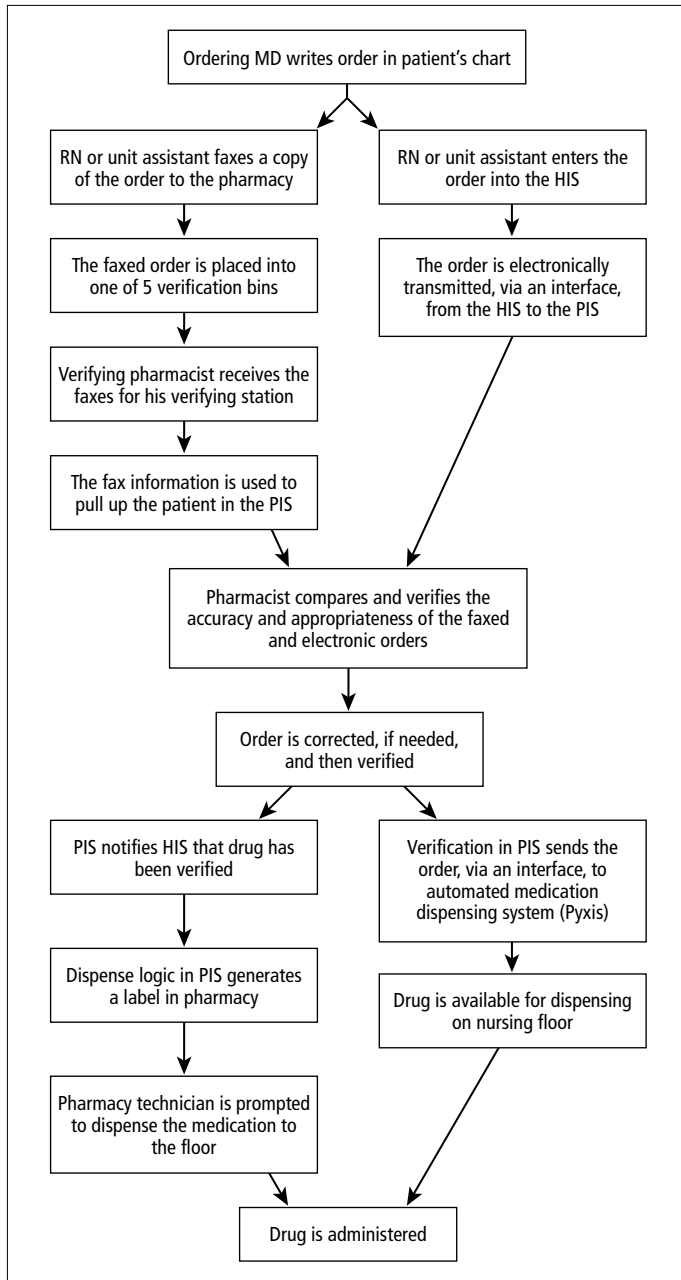 Ordering MD writes order in patient's chart
RN or unit assistant faxes a copy
of the order to the pharmacy
RN or unit assistant enters the
order into the HIS
The faxed order is placed into
one of 5 verification bins
The order is electronically
transmitted, via an interface,
from the HIS to the PIS
Verifying pharmacist receives the
faxes for his verifying station
The fax information is used to
pull up the patient in the PIS
Pharmacist compares and verifies the
accuracy and appropriateness of the faxed
and electronic orders
Order is corrected, if needed,
and then verified
PIS notifies HIS that drug has
been verified
Verification in PIS sends the
order, via an interface, to
automated medication
dispensing system (Pyxis)
Dispense logic in PIS generates
a label in pharmacy
Drug is available for dispensing
on nursing floor
Pharmacy technician is prompted
to dispense the medication to
the floor
Drug is administered